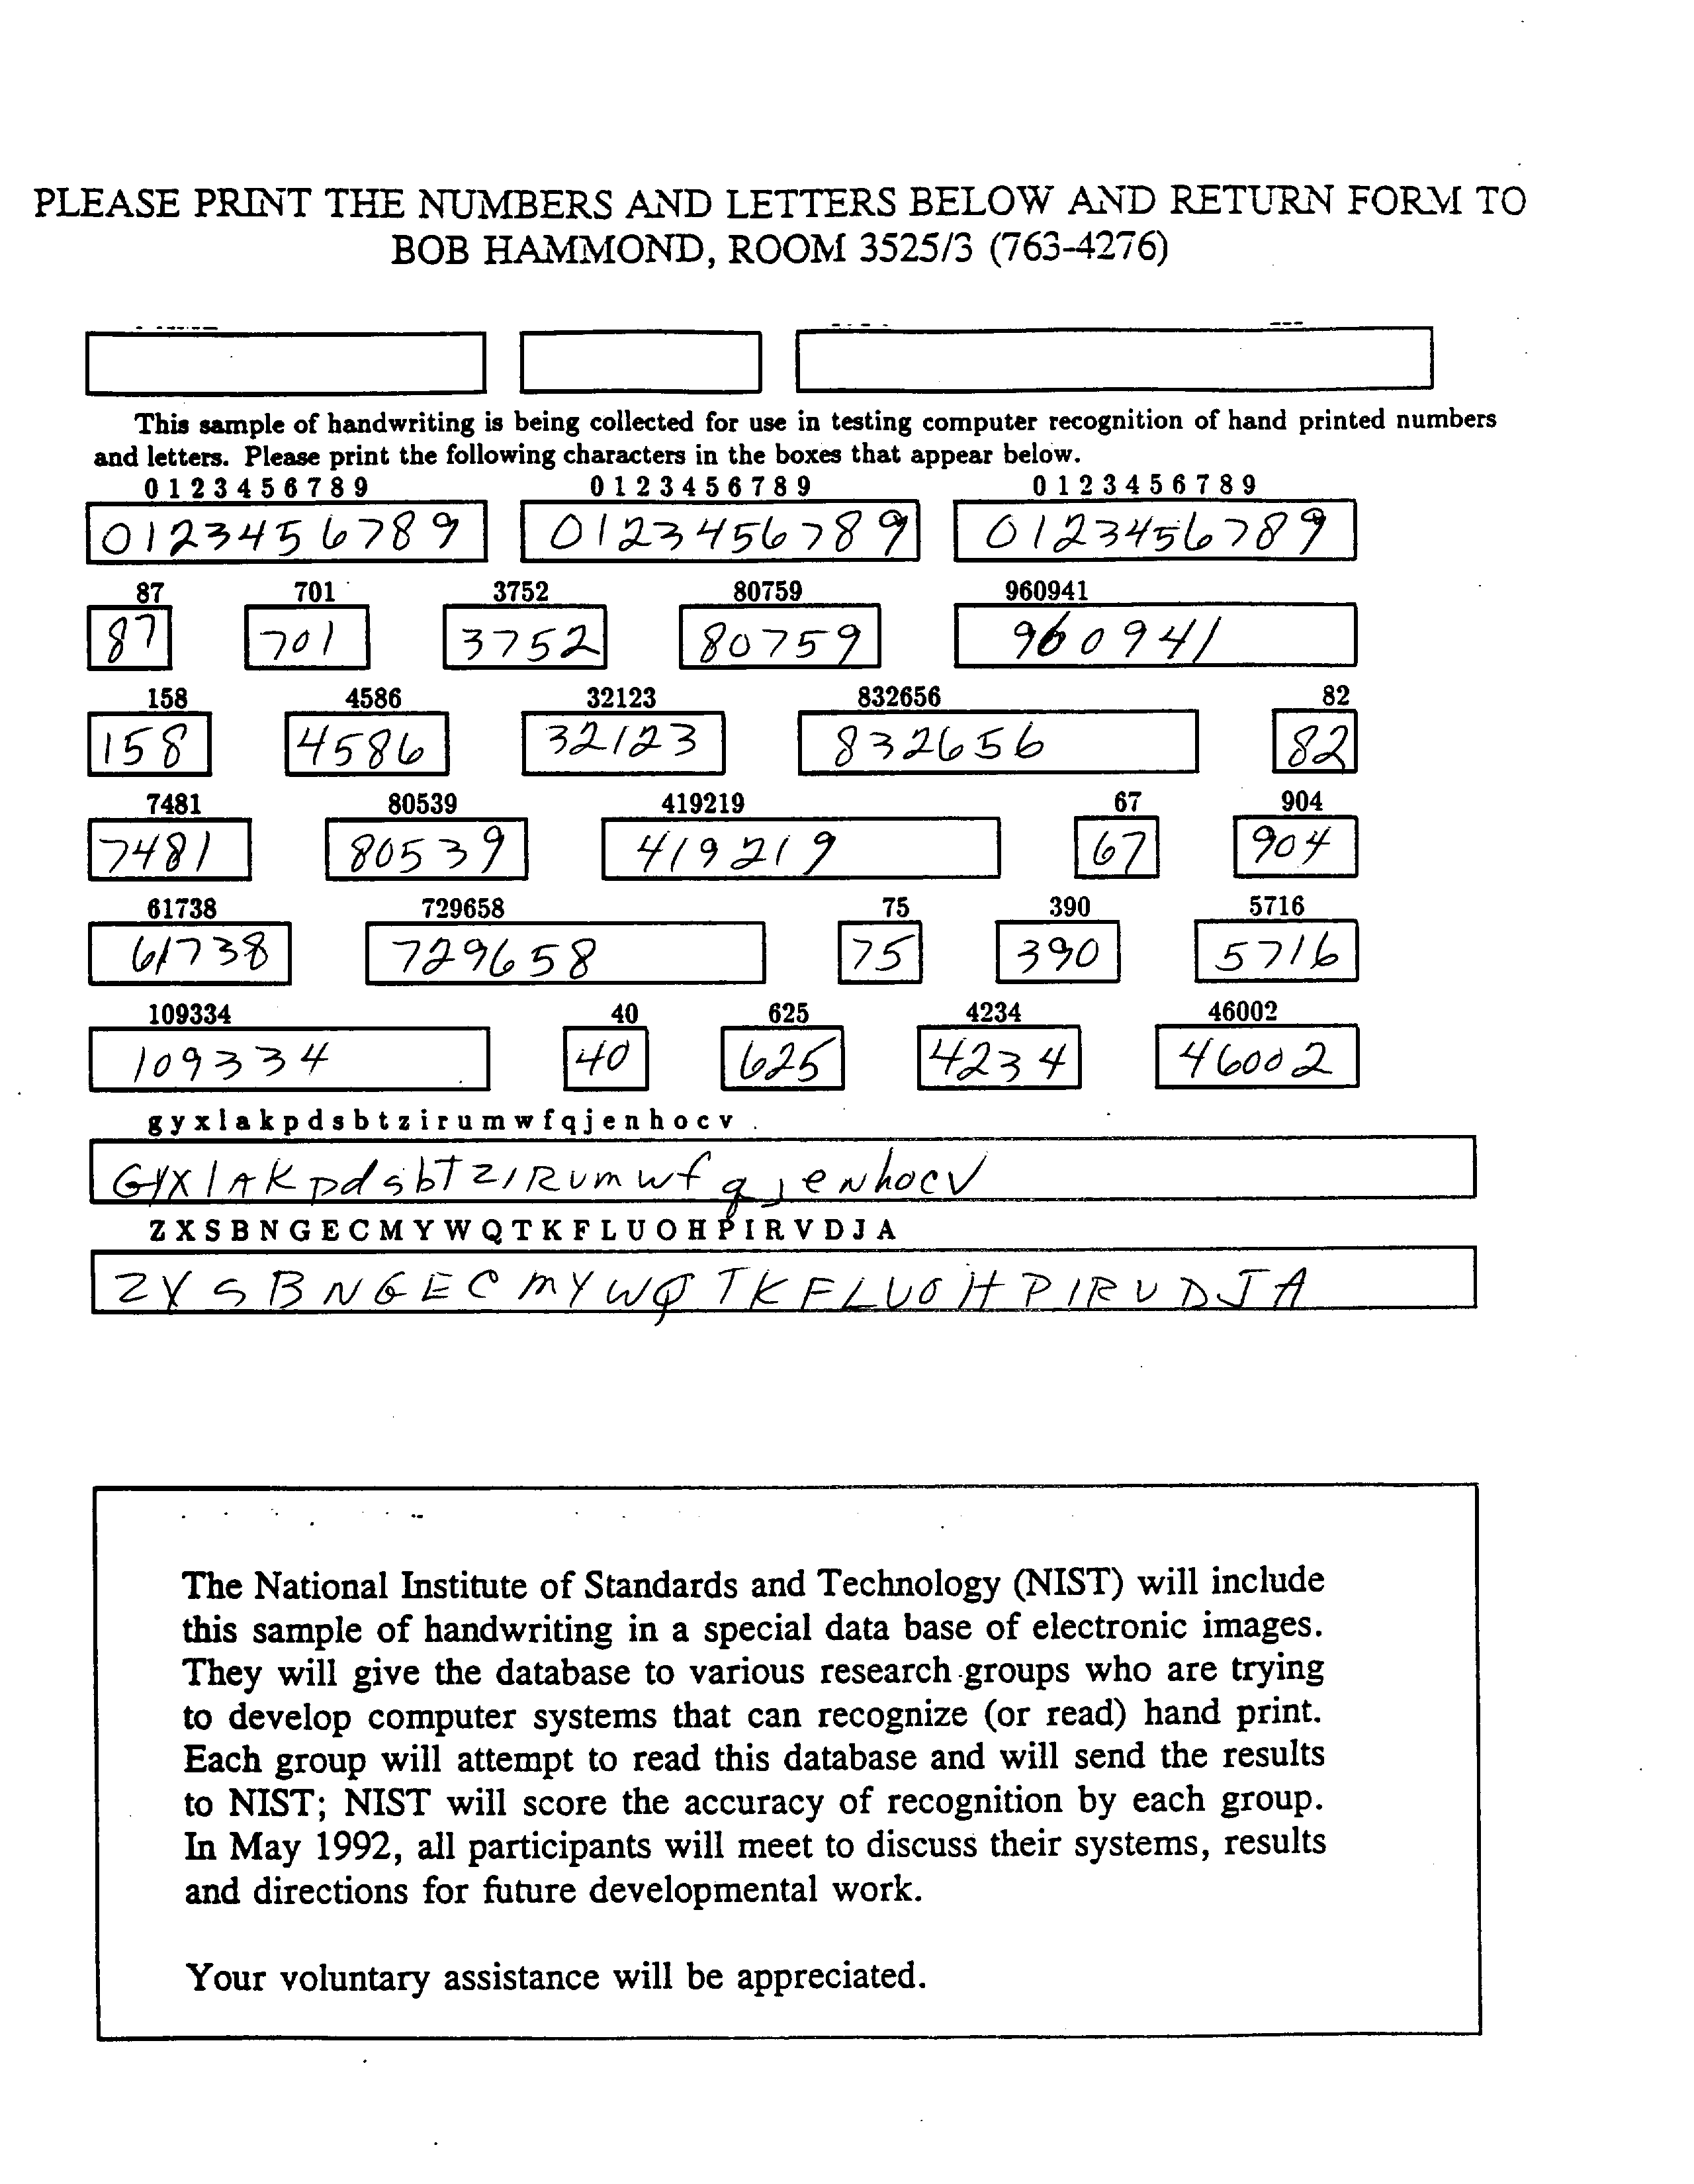 PLEASE PRINT THE NUMBERS AND LETTERS BELOW AND RETURN FORM TO
BOB HAMMOND, ROOM 3525/3 (763-4276)
This sample of handwriting is being collected for use in testing computer recognition of hand printed numbers
and letters. Please print the following characters in the boxes that appear below.
0 1 2 3 4 5 6 7 8 9 0 1 2 3 4 5 6 7 8 9 0 1 2 3 4 5 6 7 8 9
0123456789 0123456789 0123456789
87 701 3752 80759 960941
87 701 3752 80759 960941
158 4586 32123 832656 82
158 4586 32123 832656 82
7481 80539 419219 67 904
7481 80539 419219 67 904
61738 729658 75 390 5716
61738 729658 75 390 5716
109334 40 625 4234 46002
109334 40 625 4234 46002
g y x l a k p d s b t z i r u m w f q j e n h o c v
GYXlAKpdsbTzIRumwfqjeNhocV
Z X S B N G E C M Y W Q T K F L U O H P I R V D J A
ZXSBNGECMYWQTKFLUOHPIRVDJA
The National Institute of Standards and Technology (NIST) will include
this sample of handwriting in a special data base of electronic images.
They will give the database to various research groups who are trying
to develop computer systems that can recognize (or read) hand print.
Each group will attempt to read this database and will send the results
to NIST; NIST will score the accuracy of recognition by each group.
In May 1992, all participants will meet to discuss their systems, results
and directions for future developmental work.
Your voluntary assistance will be appreciated.